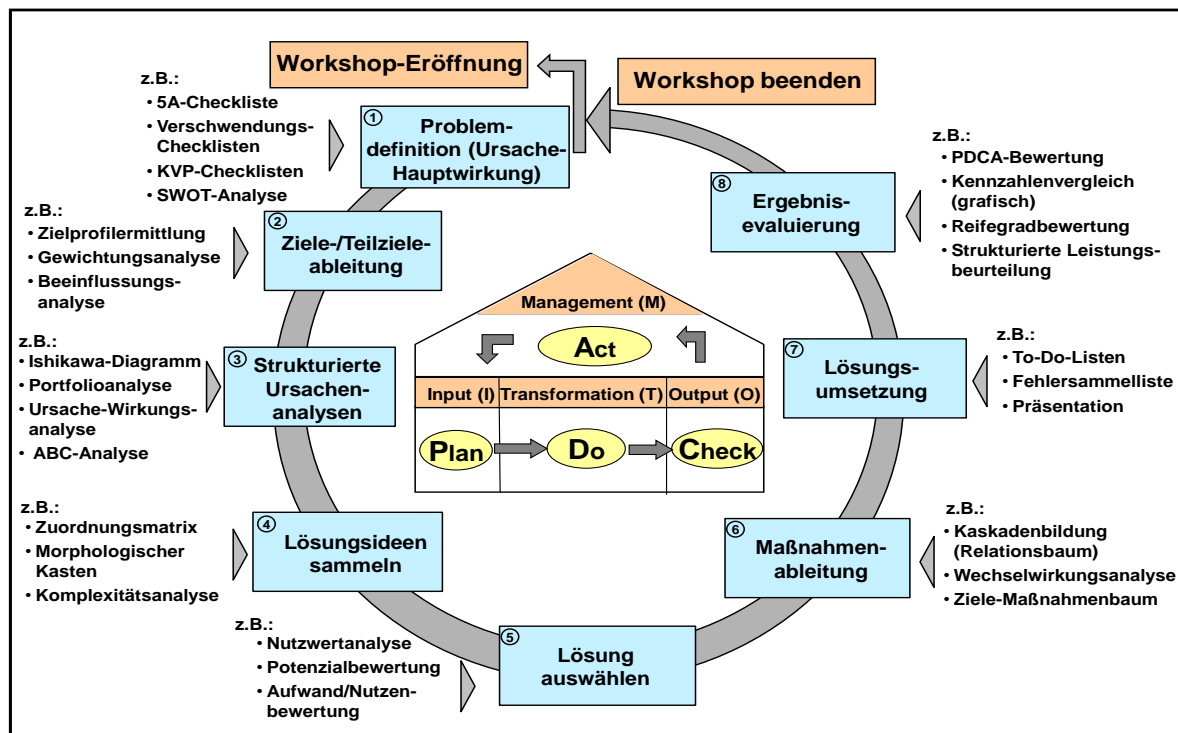 Workshop-Eröffnung
Workshop beenden
z.B.:
• 5A-Checkliste
• Verschwendungs-
Checklisten
• KVP-Checklisten
• SWOT-Analyse
1
Problem-
definition (Ursache-
Hauptwirkung)
z.B.:
• Zielprofilermittlung
• Gewichtungsanalyse
• Beeinflussungs-
analyse
2
Ziele-/Teilziele-
ableitung
z.B.:
• Ishikawa-Diagramm
• Portfolioanalyse
• Ursache-Wirkungs-
analyse
• ABC-Analyse
3
Strukturierte
Ursachen-
analysen
z.B.:
• Zuordnungsmatrix
• Morphologischer
Kasten
• Komplexitätsanalyse
4
Lösungsideen
sammeln
z.B.:
• Nutzwertanalyse
• Potenzialbewertung
• Aufwand/Nutzen-
bewertung
5
Lösung
auswählen
6
Maßnahmen-
ableitung
z.B.:
• Kaskadenbildung
(Relationsbaum)
• Wechselwirkungsanalyse
• Ziele-Maßnahmenbaum
7
Lösungs-
umsetzung
z.B.:
• To-Do-Listen
• Fehlersammelliste
• Präsentation
8
Ergebnis-
evaluierung
z.B.:
• PDCA-Bewertung
• Kennzahlenvergleich
(grafisch)
• Reifegradbewertung
• Strukturierte Leistungs-
beurteilung
Management (M)
Act
Input (I) Transformation (T) Output (O)
Plan Do Check